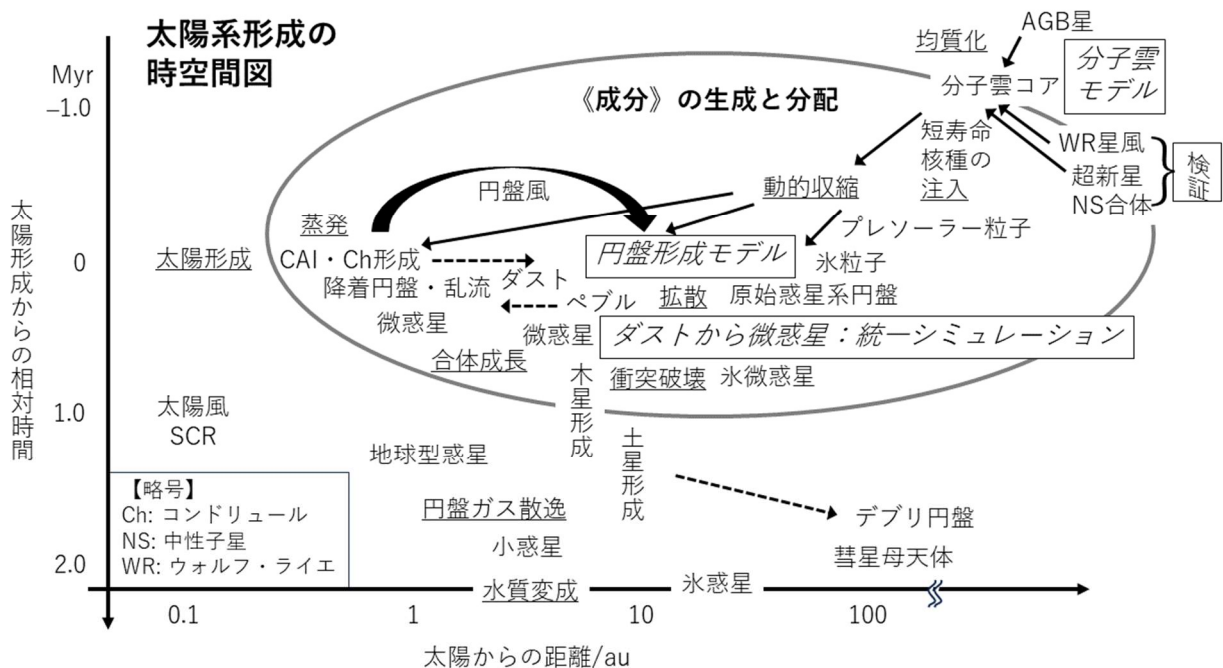 太陽系形成の
時空間図
Myr
–1.0
0
1.0
2.0
太陽形成からの相対時間
AGB星
均質化
分子雲コア
分子雲
モデル
《成分》の生成と分配
短寿命
核種の
注入
WR星風
超新星
NS合体
検証
動的収縮
円盤風
蒸発
プレソーラー粒子
太陽形成
CAI・Ch形成
円盤形成モデル
氷粒子
降着円盤・乱流
ダスト
ペブル
拡散
原始惑星系円盤
微惑星
微惑星
ダストから微惑星：統一シミュレーション
合体成長
木星形成
衝突破壊
氷微惑星
太陽風
SCR
地球型惑星
土星形成
【略号】
Ch: コンドリュール
NS: 中性子星
WR: ウォルフ・ライエ
円盤ガス散逸
小惑星
デブリ円盤
彗星母天体
水質変成
氷惑星
0.1
1
10
100
太陽からの距離/au